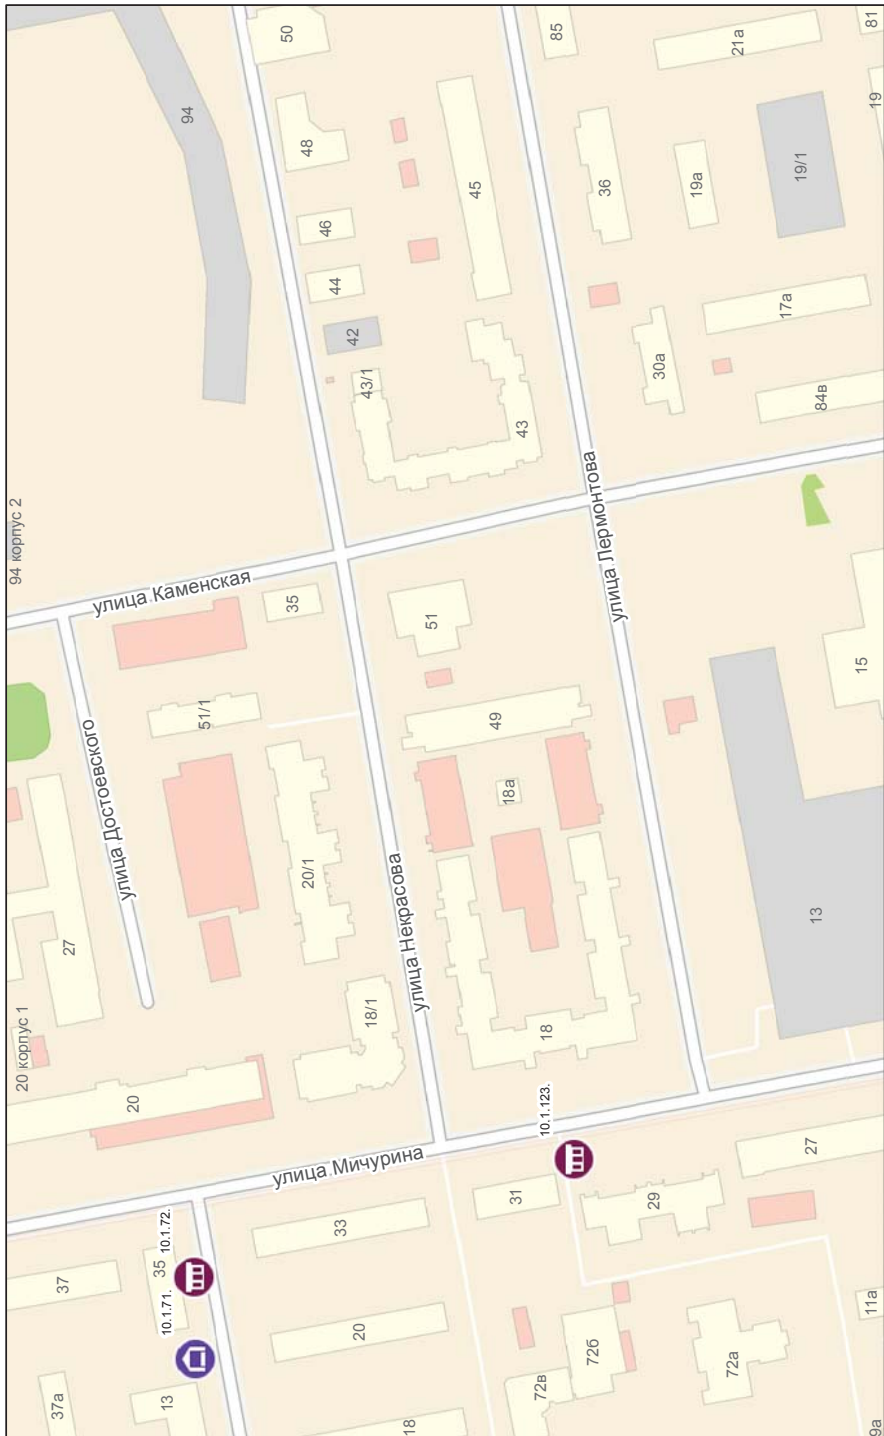 50
85
81
21а
94
48
19
36
45
19а
19/1
46
44
42
17а
43/1
30а
84в
43
94 корпус 2
улица Лермонтова
улица Каменская
35
51
15
51/1
49
улица Достоевского
18а
20/1
27
улица Некрасова
13
18/1
18
20 корпус 1
20
10.1.123.
улица Мичурина
27
31
29
33
10.1.72.
35
37
10.1.71.
11а
20
72б
72а
37а
13
72в
18
9а